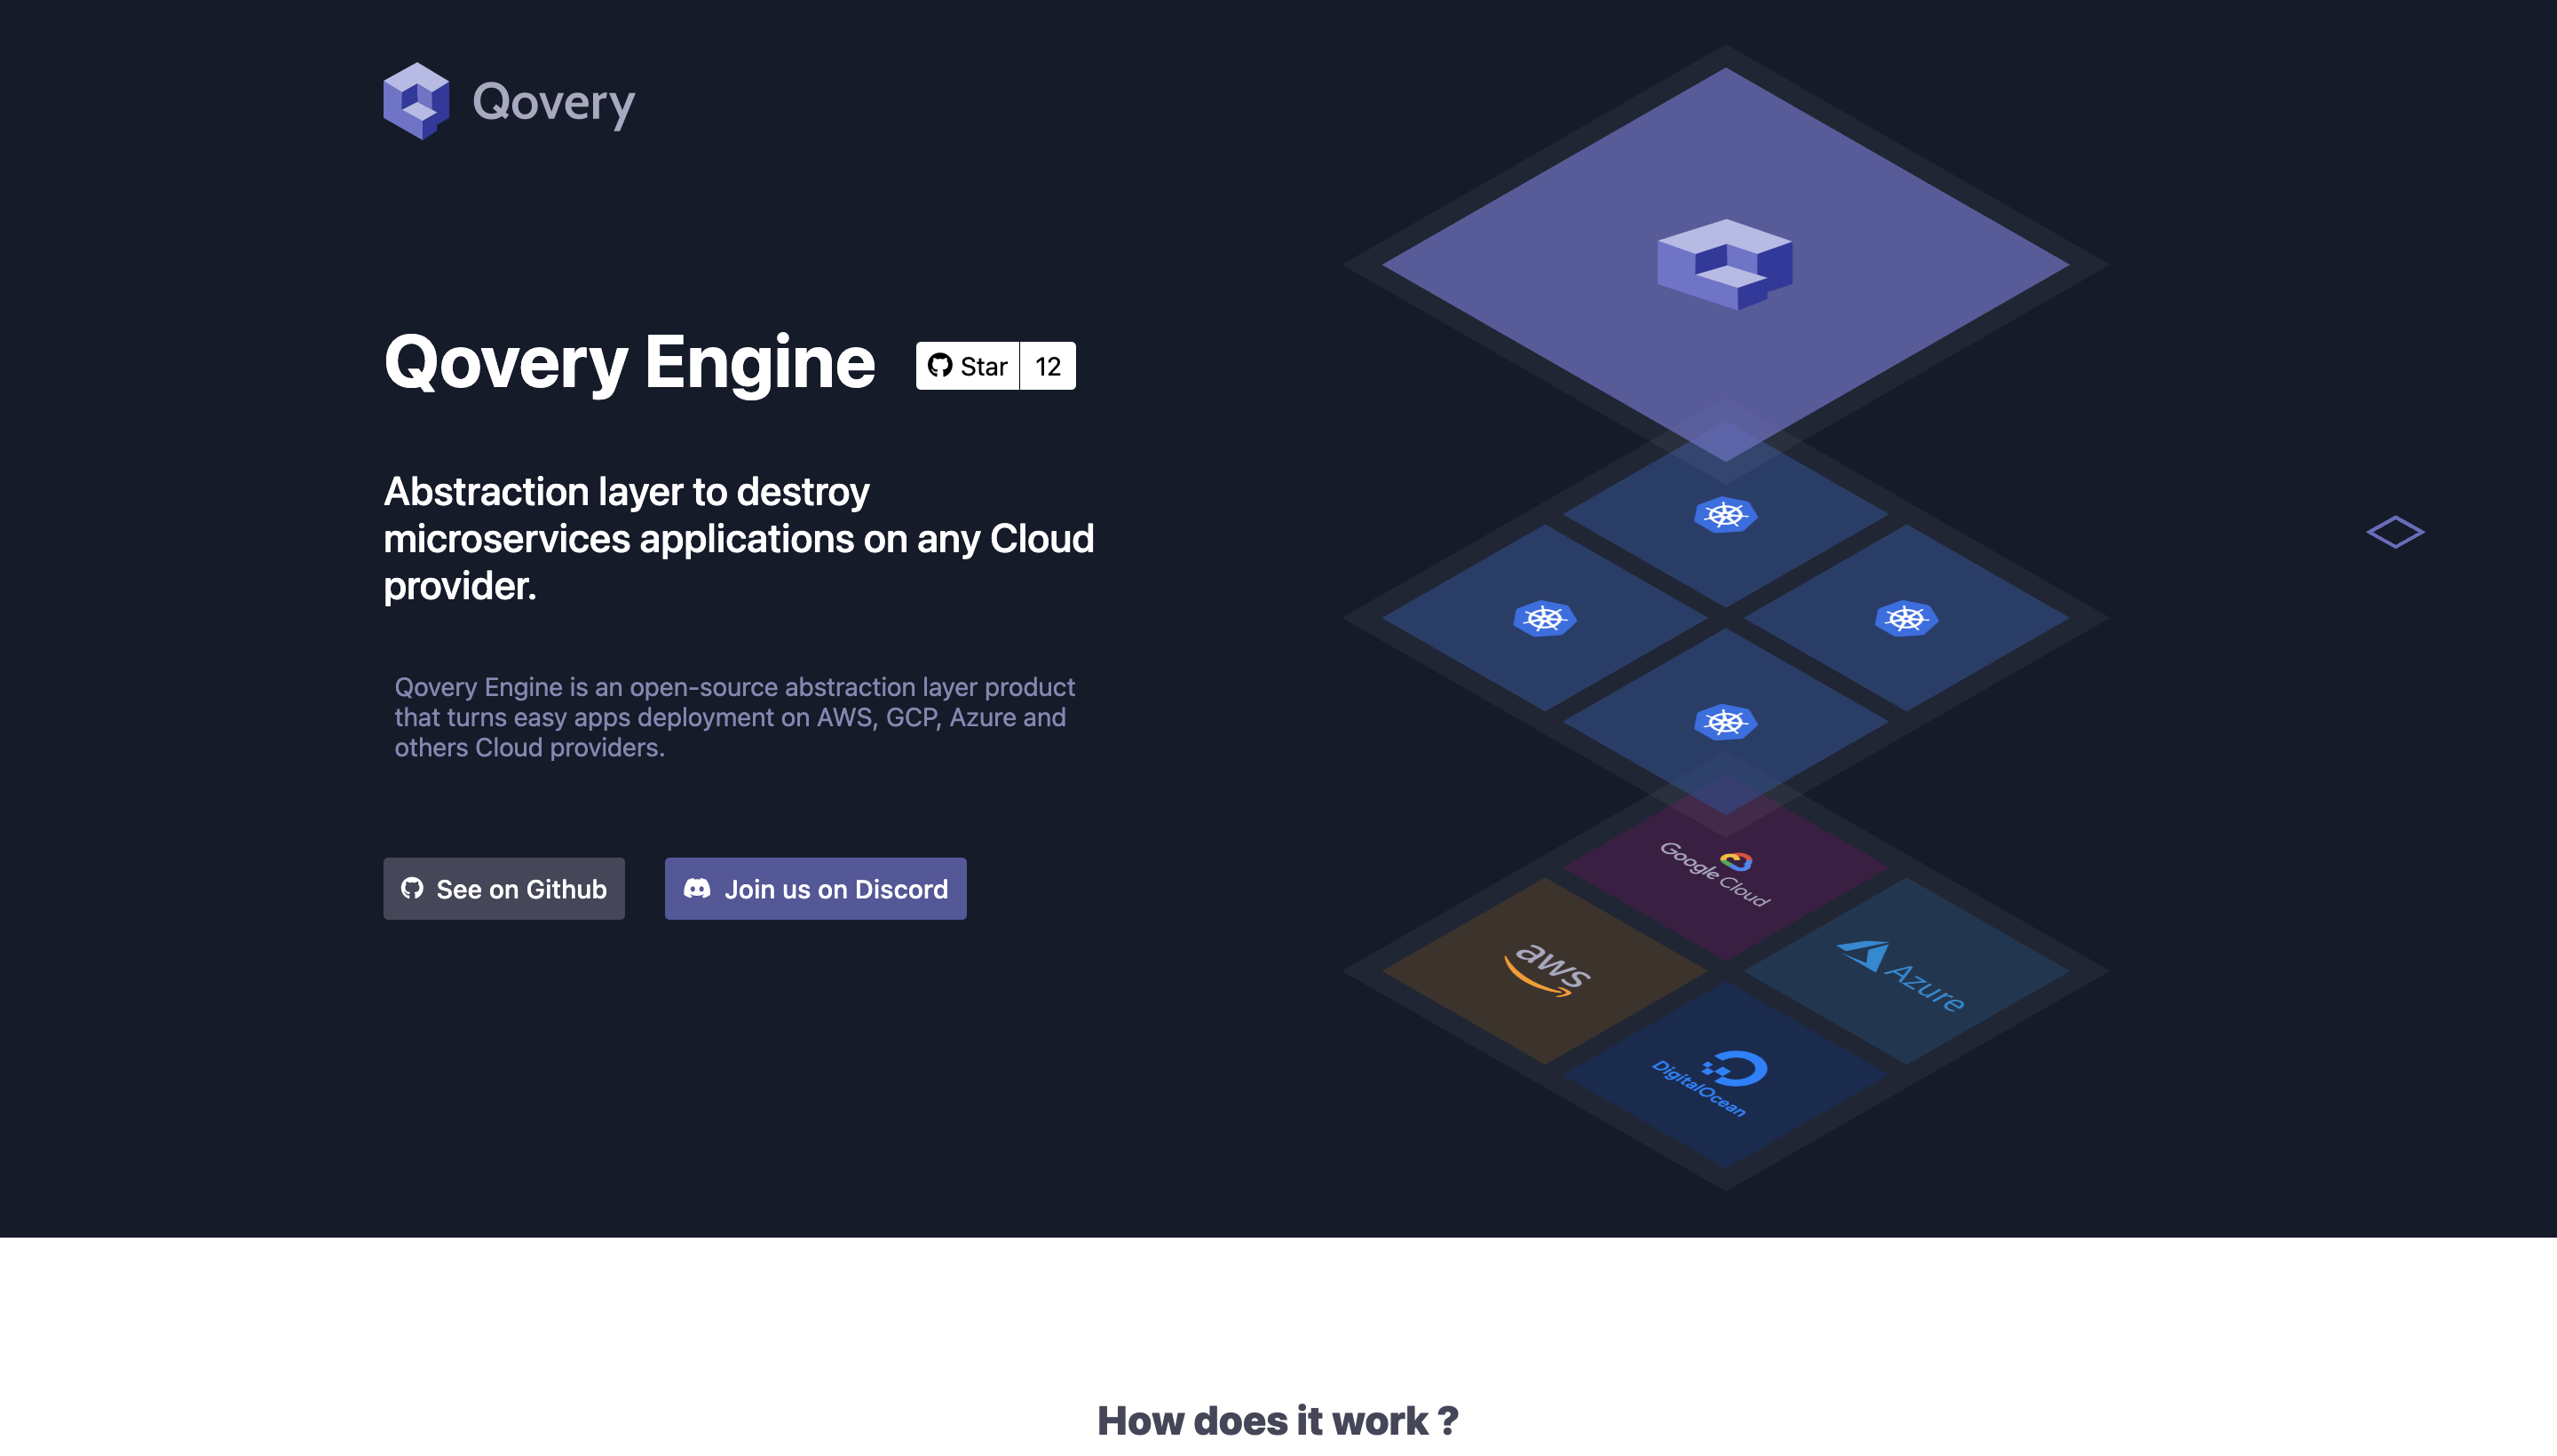 Qovery
Qovery Engine
Star 12
Abstraction layer to destroy
microservices applications on any Cloud
provider.
Qovery Engine is an open-source abstraction layer product
that turns easy apps deployment on AWS, GCP, Azure and
others Cloud providers.
See on Github
Join us on Discord
Google Cloud
aws
Azure
DigitalOcean
How does it work ?